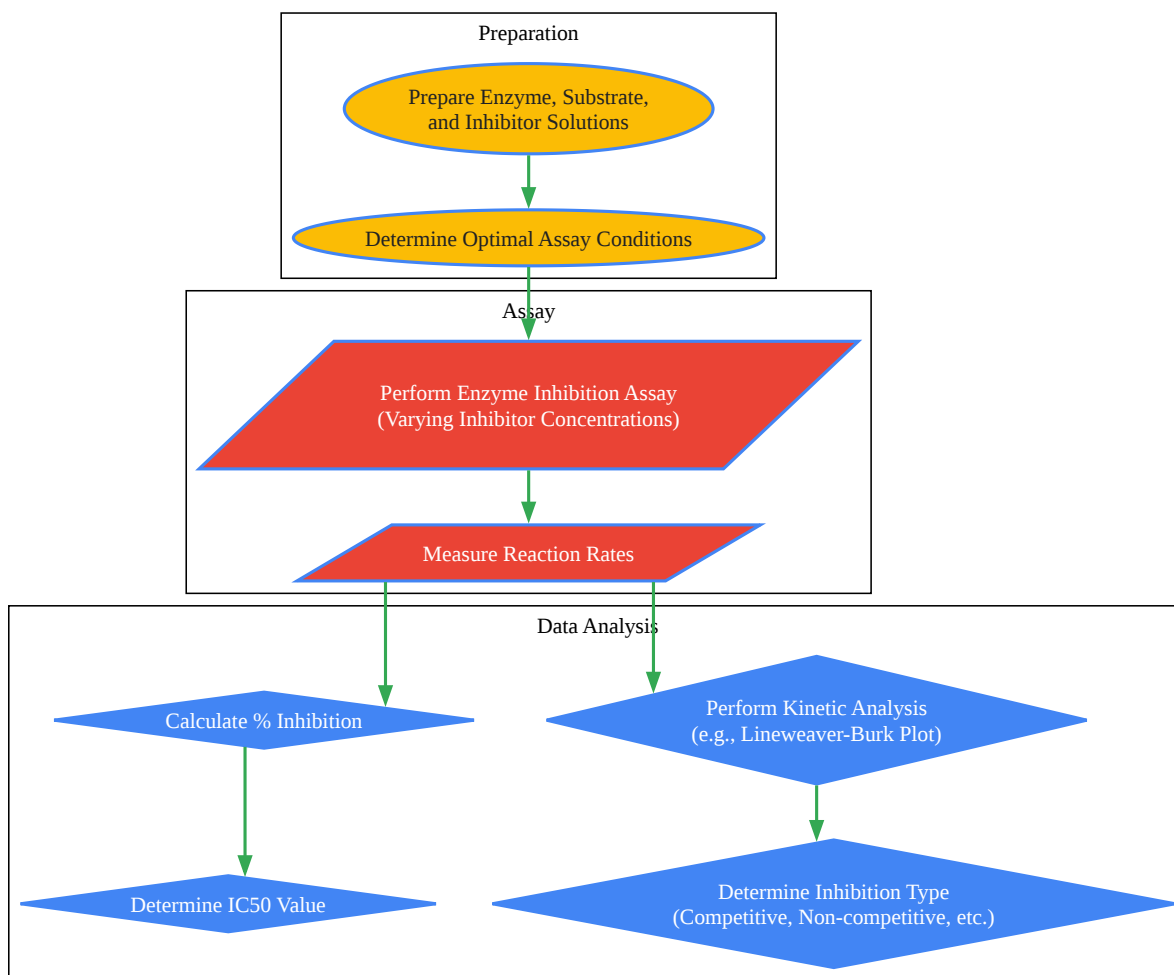 Preparation
Prepare Enzyme, Substrate,
and Inhibitor Solutions
Determine Optimal Assay Conditions
Assay
Perform Enzyme Inhibition Assay
(Varying Inhibitor Concentrations)
Measure Reaction Rates
Data Analysis
Calculate % Inhibition
Perform Kinetic Analysis
(e.g., Lineweaver-Burk Plot)
Determine IC50 Value
Determine Inhibition Type
(Competitive, Non-competitive, etc.)